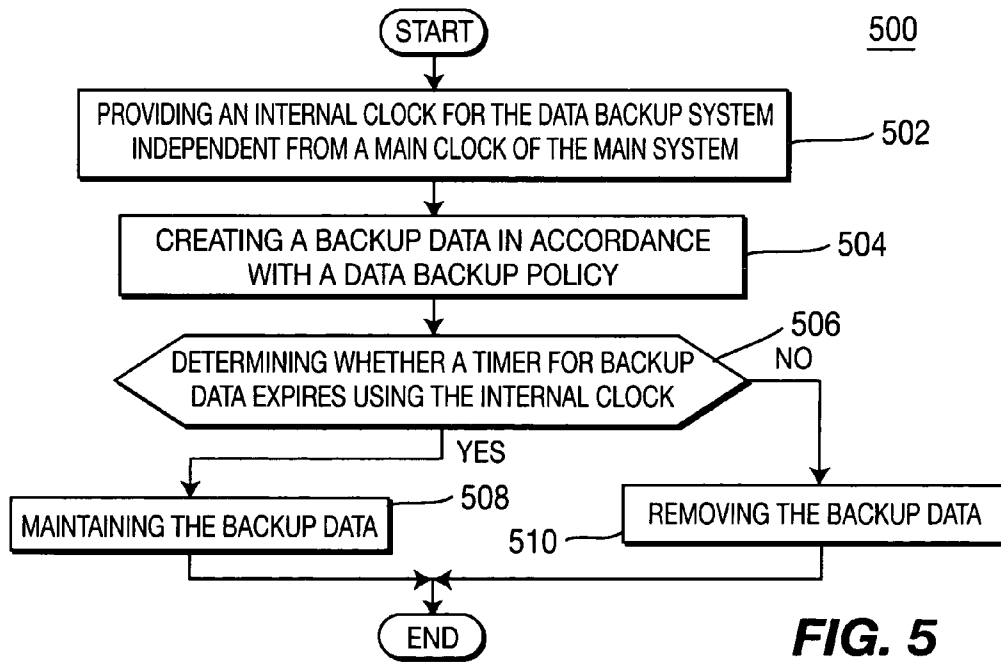 START
500
PROVIDING AN INTERNAL CLOCK FOR THE DATA BACKUP SYSTEM
INDEPENDENT FROM A MAIN CLOCK OF THE MAIN SYSTEM
502
CREATING A BACKUP DATA IN ACCORDANCE
WITH A DATA BACKUP POLICY
504
506
DETERMINING WHETHER A TIMER FOR BACKUP
DATA EXPIRES USING THE INTERNAL CLOCK
NO
YES
508
MAINTAINING THE BACKUP DATA
REMOVING THE BACKUP DATA
510
END
FIG. 5